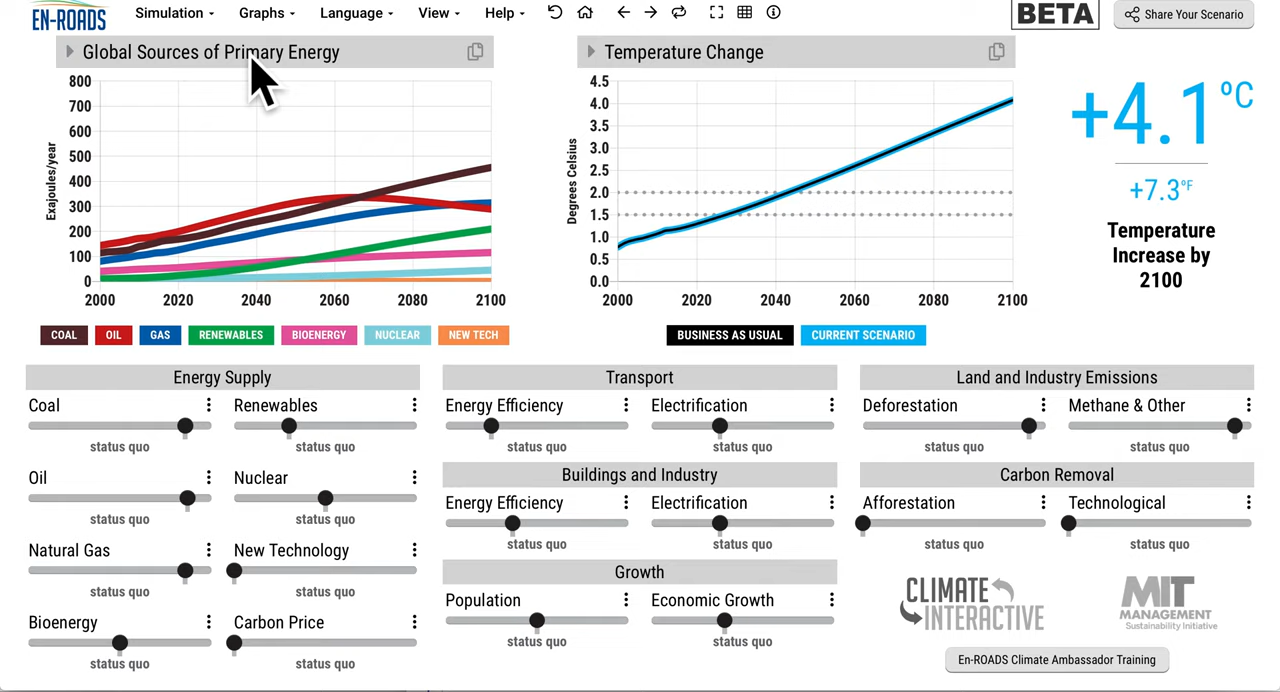 EN-ROADS
Simulation Graphs Language View Help
BETA
Share Your Scenario
Global Sources of Primary Energy
Exajoules/year
800
700
600
500
400
300
200
100
0
2000 2020 2040 2060 2080 2100
COAL OIL GAS RENEWABLES BIOENERGY NUCLEAR NEW TECH
Temperature Change
Degrees Celsius
4.5
4.0
3.5
3.0
2.5
2.0
1.5
1.0
0.5
0.0
2000 2020 2040 2060 2080 2100
BUSINESS AS USUAL CURRENT SCENARIO
+4.1 ºC
+7.3 °F
Temperature
Increase by
2100
Energy Supply
Coal Renewables
status quo status quo
Oil Nuclear
status quo status quo
Natural Gas New Technology
status quo status quo
Bioenergy Carbon Price
status quo status quo
Transport
Energy Efficiency Electrification
status quo status quo
Buildings and Industry
Energy Efficiency Electrification
status quo status quo
Growth
Population Economic Growth
status quo status quo
Land and Industry Emissions
Deforestation Methane & Other
status quo status quo
Carbon Removal
Afforestation Technological
status quo status quo
CLIMATE
INTERACTIVE
MIT
MANAGEMENT
Sustainability Initiative
En-ROADS Climate Ambassador Training